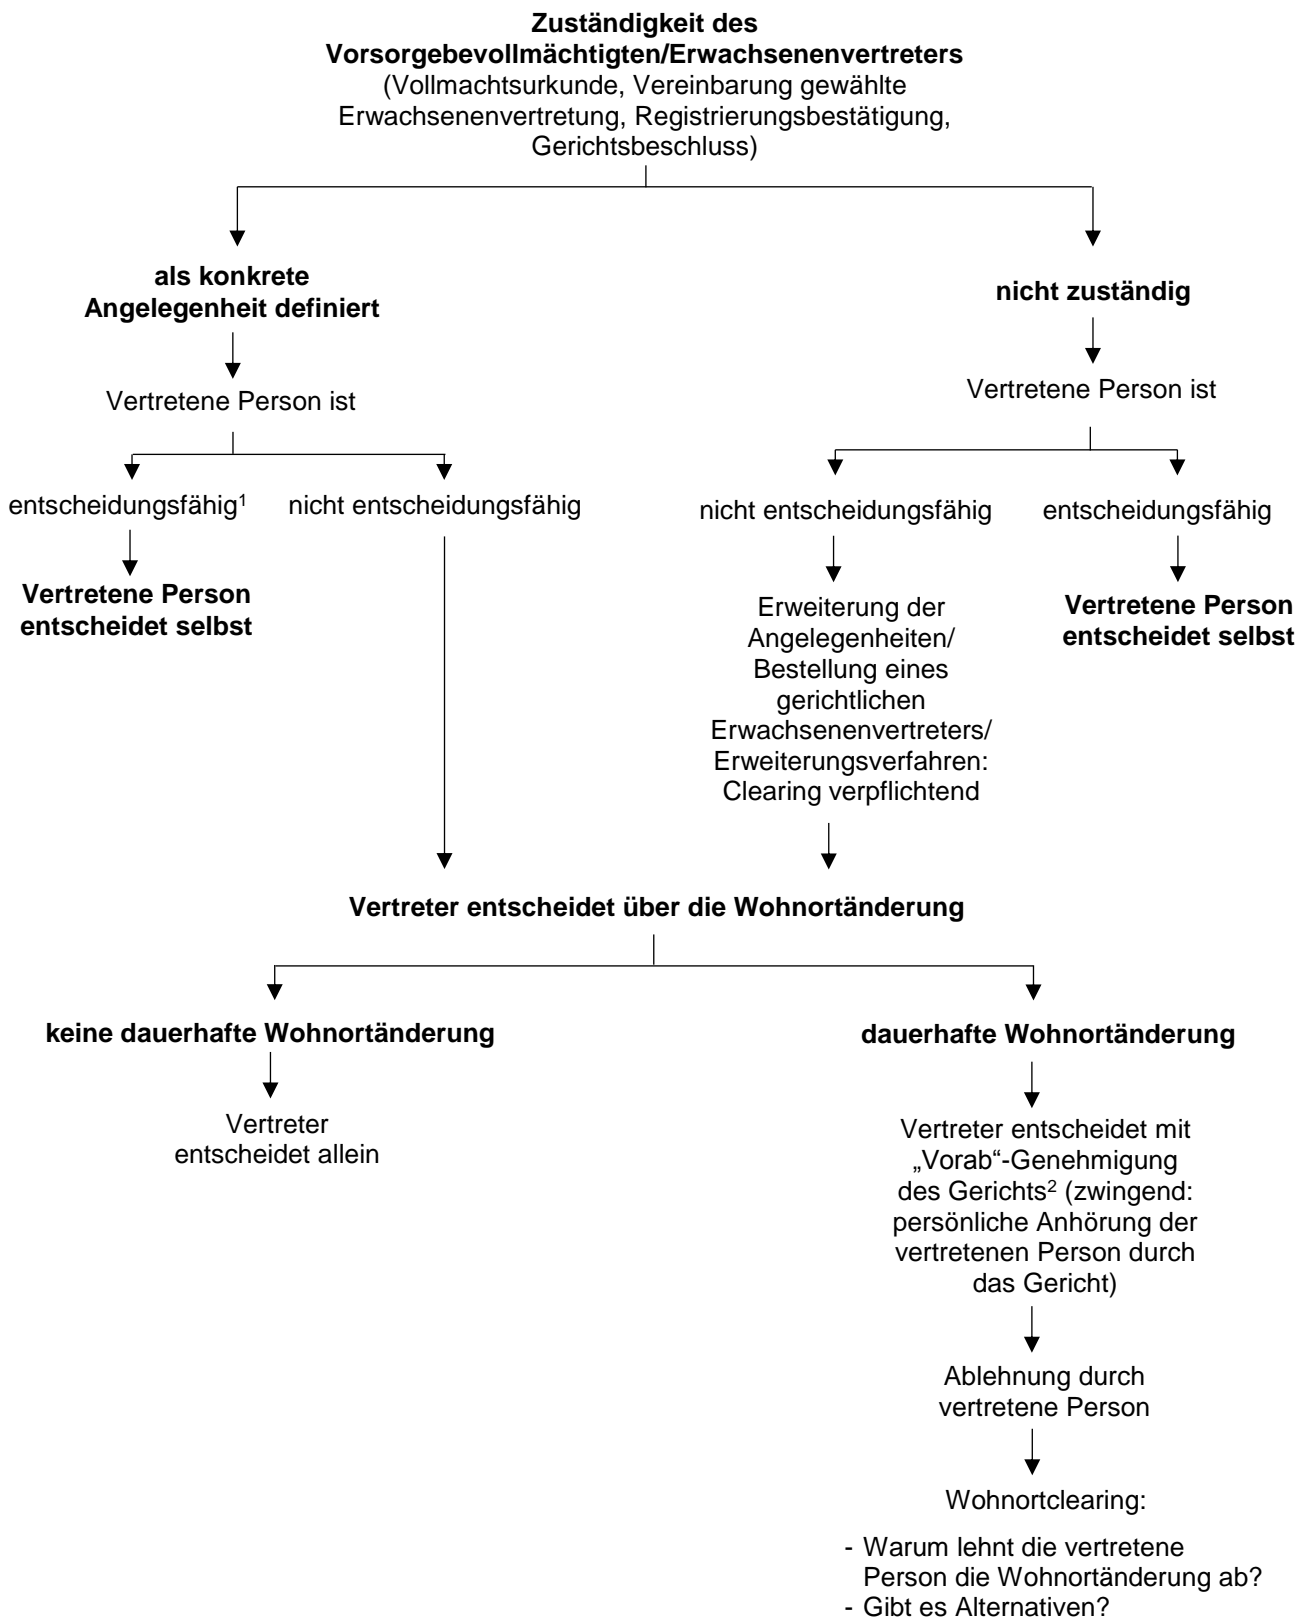 Zuständigkeit des
Vorsorgebevollmächtigten/Erwachsenenvertreters
(Vollmachtsurkunde, Vereinbarung gewählte
Erwachsenenvertretung, Registrierungsbestätigung,
Gerichtsbeschluss)
als konkrete
Angelegenheit definiert
nicht zuständig
Vertretene Person ist
Vertretene Person ist
entscheidungsfähig¹
nicht entscheidungsfähig
nicht entscheidungsfähig
entscheidungsfähig
Vertretene Person
entscheidet selbst
Erweiterung der
Angelegenheiten/
Bestellung eines
gerichtlichen
Erwachsenenvertreters/
Erweiterungsverfahren:
Clearing verpflichtend
Vertretene Person
entscheidet selbst
Vertreter entscheidet über die Wohnortänderung
keine dauerhafte Wohnortänderung
dauerhafte Wohnortänderung
Vertreter
entscheidet allein
Vertreter entscheidet mit
„Vorab“-Genehmigung
des Gerichts² (zwingend:
persönliche Anhörung der
vertretenen Person durch
das Gericht)
Ablehnung durch
vertretene Person
Wohnortclearing:
- Warum lehnt die vertretene
Person die Wohnortänderung ab?
- Gibt es Alternativen?